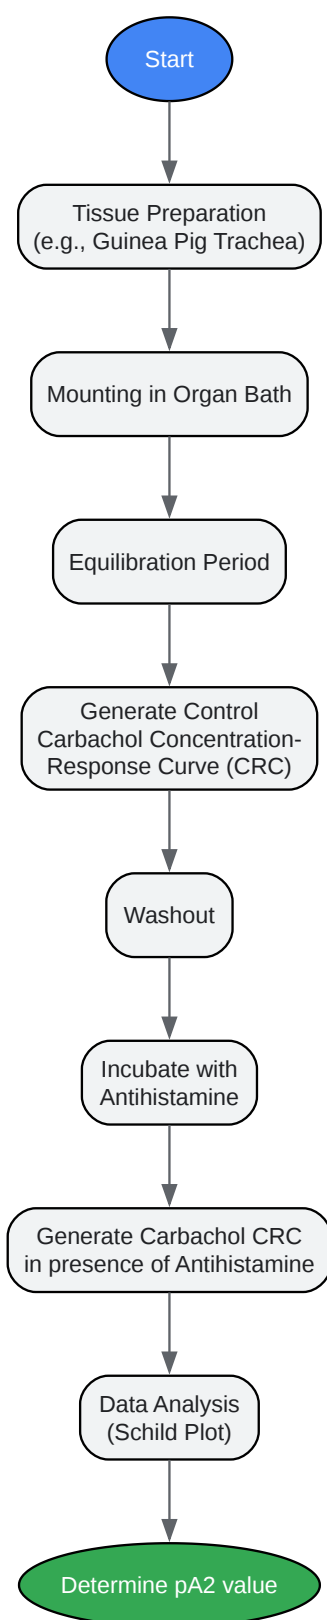 Start
Tissue Preparation
(e.g., Guinea Pig Trachea)
Mounting in Organ Bath
Equilibration Period
Generate Control
Carbachol Concentration-
Response Curve (CRC)
Washout
Incubate with
Antihistamine
Generate Carbachol CRC
in presence of Antihistamine
Data Analysis
(Schild Plot)
Determine pA2 value